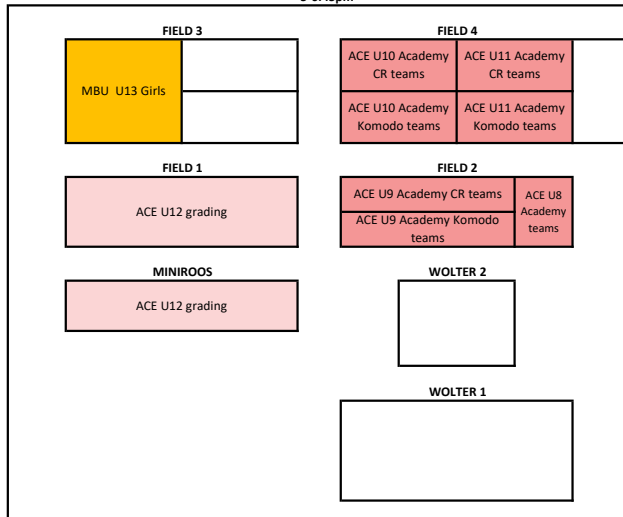 FIELD 3
FIELD 4
MBU U13 Girls
ACE U10 Academy
CR teams
ACE U11 Academy
CR teams
ACE U10 Academy
Komodo teams
ACE U11 Academy
Komodo teams
FIELD 1
FIELD 2
ACE U12 grading
ACE U9 Academy CR teams
ACE U9 Academy Komodo
teams
ACE U8
Academy
teams
MINIROOS
WOLTER 2
ACE U12 grading
WOLTER 1